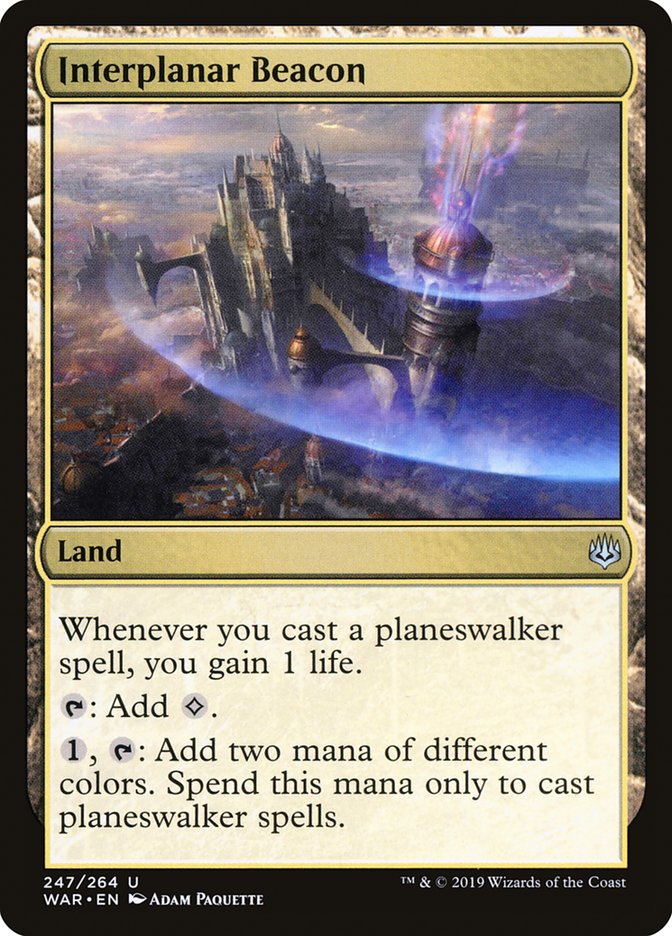 Interplanar Beacon
Land
Whenever you cast a planeswalker
spell, you gain 1 life.
: Add .
1, : Add two mana of different
colors. Spend this mana only to cast
planeswalker spells.
247/264 U
WAR • EN Adam Paquette
™ & © 2019 Wizards of the Coast